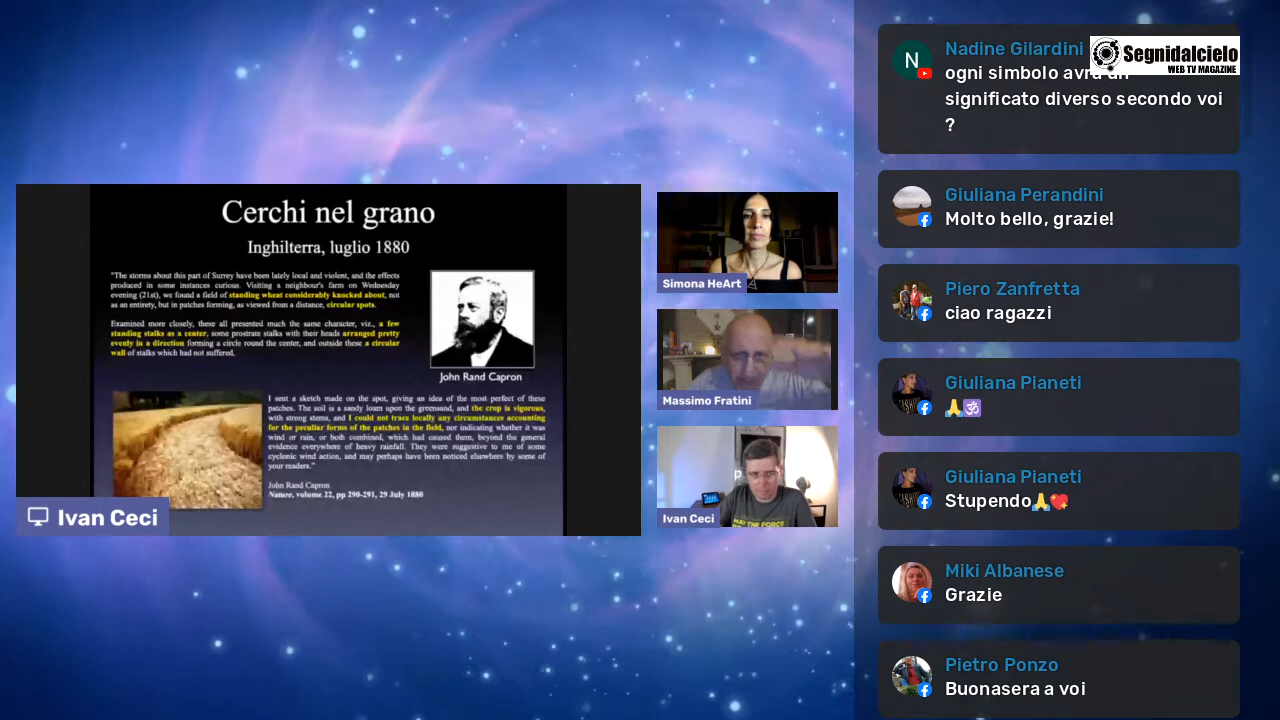 Cerchi nel grano
Inghilterra, luglio 1880
"The storms about this part of Surrey have been lately local and violent, and the effects
produced in some instances curious. Visiting a neighbour's farm on Wednesday
evening (21st), we found a field of standing wheat considerably knocked about, not
as an entirety, but in patches forming, as viewed from a distance, circular spots.
Examined more closely, these all presented much the same character, viz., a few
standing stalks as a center, some prostrate stalks with their heads arranged pretty
evenly in a direction forming a circle round the center, and outside these a circular
wall of stalks which had not suffered,
John Rand Capron
I sent a sketch made on the spot, giving an idea of the most perfect of these
patches. The soil is a sandy loam upon the greensand, and the crop is vigorous,
with strong stems, and I could not trace locally any circumstances accounting
for the peculiar forms of the patches in the field, nor indicating whether it was
wind or rain, or both combined, which had caused them, beyond the general
evidence everywhere of heavy rainfall. They were suggestive to me of some
cyclonic wind action, and may perhaps have been noticed elsewhere by some of
your readers."
John Rand Capron
Nature, volume 22, pp 290-291, 29 July 1880
Ivan Ceci
Simona HeArt
Massimo Fratini
MAY THE FORCE
Ivan Ceci
Segnidalcielo
WEB TV MAGAZINE
N
Nadine Gilardini
ogni simbolo avrà un
significato diverso secondo voi
?
Giuliana Perandini
Molto bello, grazie!
Piero Zanfretta
ciao ragazzi
Giuliana Pianeti
🙏🕉
Giuliana Pianeti
Stupendo🙏💖
Miki Albanese
Grazie
Pietro Ponzo
Buonasera a voi